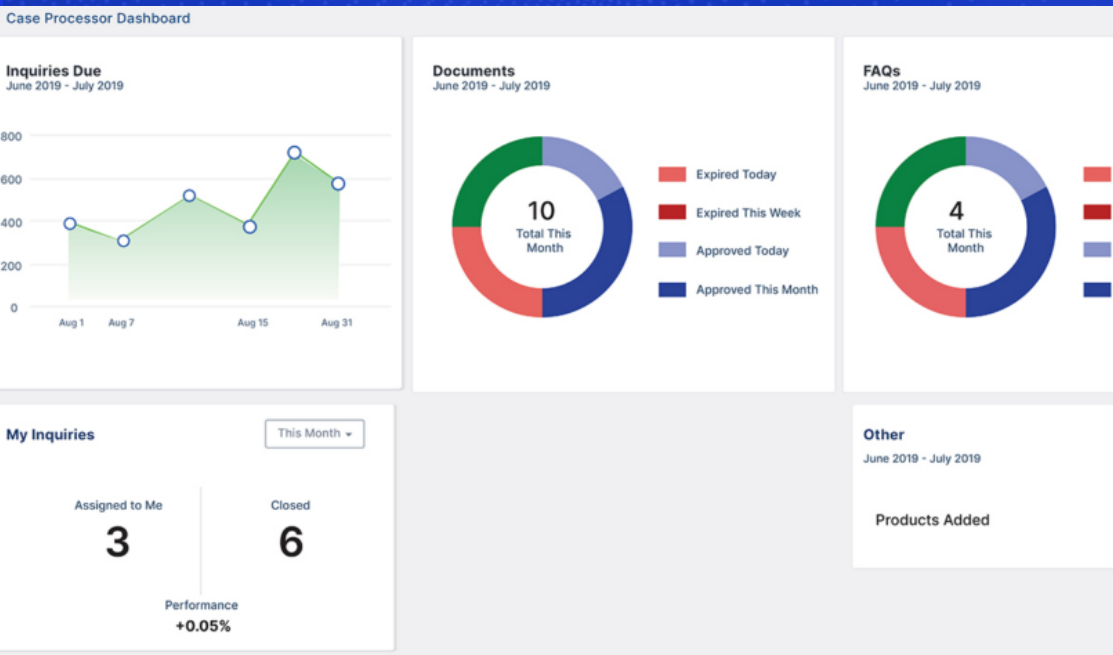 Case Processor Dashboard
Inquiries Due
June 2019 - July 2019
800
600
400
200
0
Aug 1
Aug 7
Aug 15
Aug 31
Documents
June 2019 - July 2019
10
Total This
Month
Expired Today
Expired This Week
Approved Today
Approved This Month
FAQs
June 2019 - July 2019
4
Total This
Month
My Inquiries
This Month
Assigned to Me
3
Closed
6
Performance
+0.05%
Other
June 2019 - July 2019
Products Added